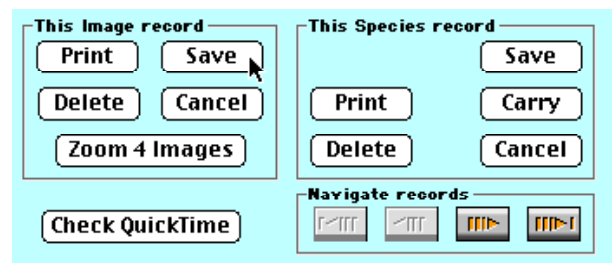 This Image record
Print Save
Delete Cancel
Zoom 4 Images
Check QuickTime
This Species record
Save
Print Carry
Delete Cancel
Navigate records